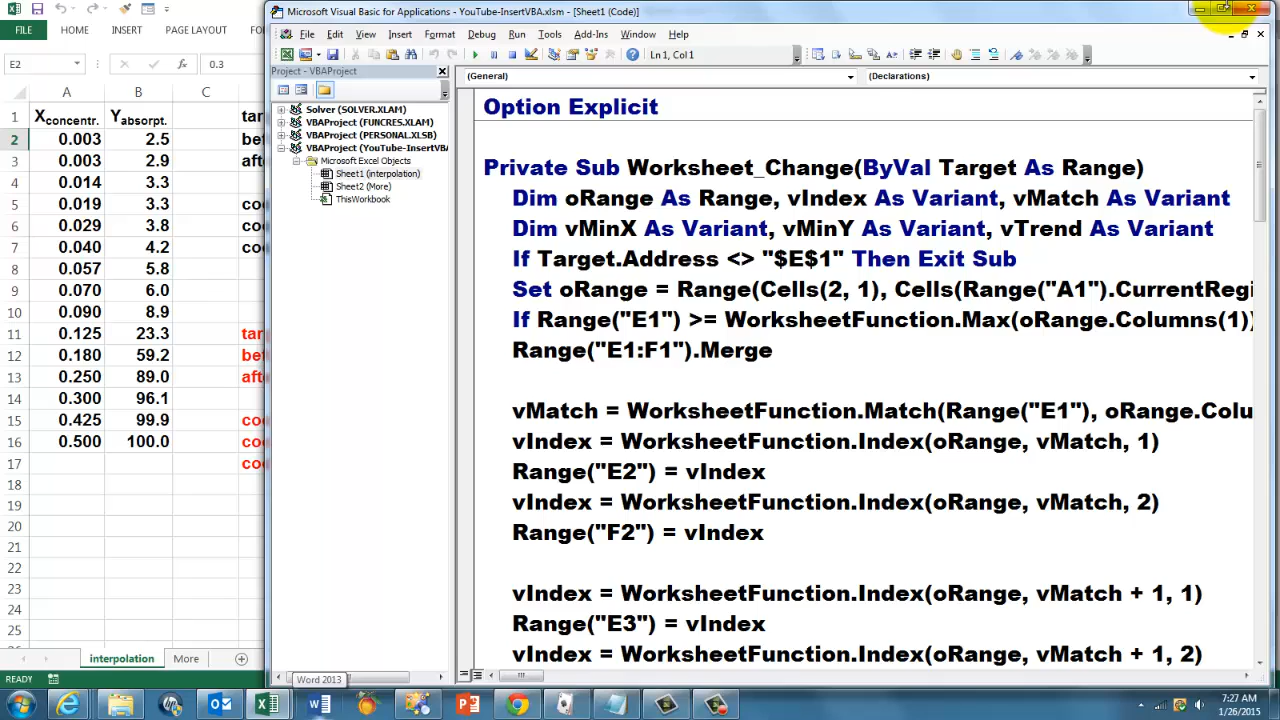 Microsoft Visual Basic for Applications - YouTube-InsertVBA.xlsm - [Sheet1 (Code)]
FILE HOME INSERT PAGE LAYOUT
File Edit View Insert Format Debug Run Tools Add-Ins Window Help
Ln 1, Col 1
E2 fx 0.3
Project - VBAProject
(General) (Declarations)
A B C
1 Xconcentr. Yabsorpt. tar
2 0.003 2.5 bef
3 0.003 2.9 afte
4 0.014 3.3
5 0.019 3.3 coe
6 0.029 3.8 coe
7 0.040 4.2 coe
8 0.057 5.8
9 0.070 6.0
10 0.090 8.9
11 0.125 23.3 tar
12 0.180 59.2 bef
13 0.250 89.0 afte
14 0.300 96.1
15 0.425 99.9 coe
16 0.500 100.0 coe
17 coe
18
19
20
21
22
23
24
25
Solver (SOLVER.XLAM)
VBAProject (FUNCRES.XLAM)
VBAProject (PERSONAL.XLSB)
VBAProject (YouTube-InsertVBA
Microsoft Excel Objects
Sheet1 (interpolation)
Sheet2 (More)
ThisWorkbook
Option Explicit
Private Sub Worksheet_Change(ByVal Target As Range)
Dim oRange As Range, vIndex As Variant, vMatch As Variant
Dim vMinX As Variant, vMinY As Variant, vTrend As Variant
If Target.Address <> "$E$1" Then Exit Sub
Set oRange = Range(Cells(2, 1), Cells(Range("A1").CurrentRegi
If Range("E1") >= WorksheetFunction.Max(oRange.Columns(1))
Range("E1:F1").Merge
vMatch = WorksheetFunction.Match(Range("E1"), oRange.Colu
vIndex = WorksheetFunction.Index(oRange, vMatch, 1)
Range("E2") = vIndex
vIndex = WorksheetFunction.Index(oRange, vMatch, 2)
Range("F2") = vIndex
vIndex = WorksheetFunction.Index(oRange, vMatch + 1, 1)
Range("E3") = vIndex
vIndex = WorksheetFunction.Index(oRange, vMatch + 1, 2)
interpolation More
READY
Word 2013
7:27 AM
1/26/2015